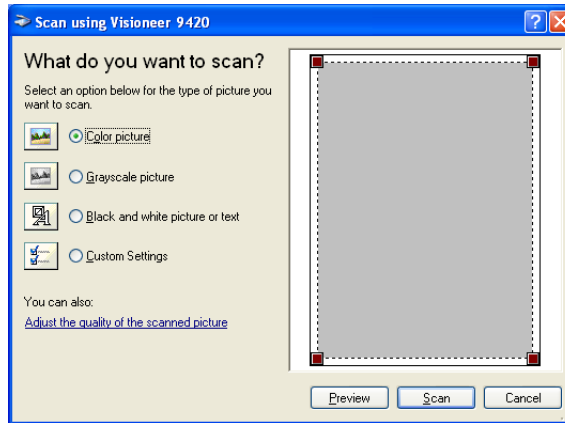 Scan using Visioneer 9420
What do you want to scan?
Select an option below for the type of picture you
want to scan.
Color picture
Grayscale picture
Black and white picture or text
Custom Settings
You can also:
Adjust the quality of the scanned picture
Preview
Scan
Cancel